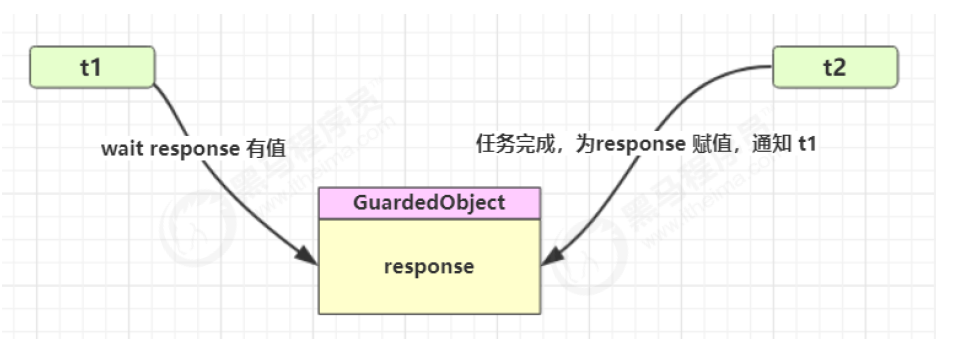 t1
t2
wait response 有值
任务完成，为response 赋值，通知 t1
GuardedObject
response
黑马程序员
www.itheima.com
黑马程序员
www.itheima.com